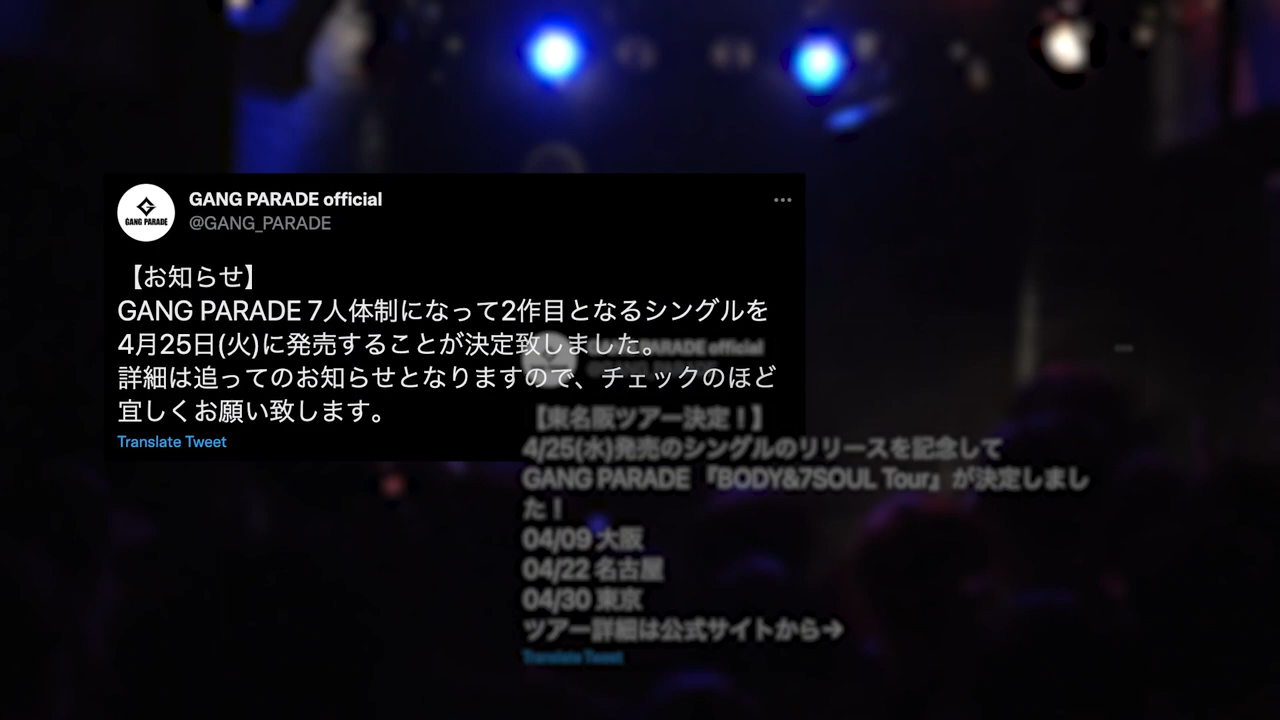 GANG PARADE official
@GANG_PARADE
GANG PARADE
【お知らせ】
GANG PARADE 7人体制になって2作目となるシングルを
4月25日(火)に発売することが決定致しました。
詳細は追ってのお知らせとなりますので、チェックのほど
宜しくお願い致します。
Translate Tweet
PARADE official
【東名阪ツアー決定！】
4/25(水)発売のシングルのリリースを記念して
GANG PARADE 『BODY&7SOUL Tour』が決定しまし
た！
04/09 大阪
04/22 名古屋
04/30 東京
ツアー詳細は公式サイトから→
Translate Tweet